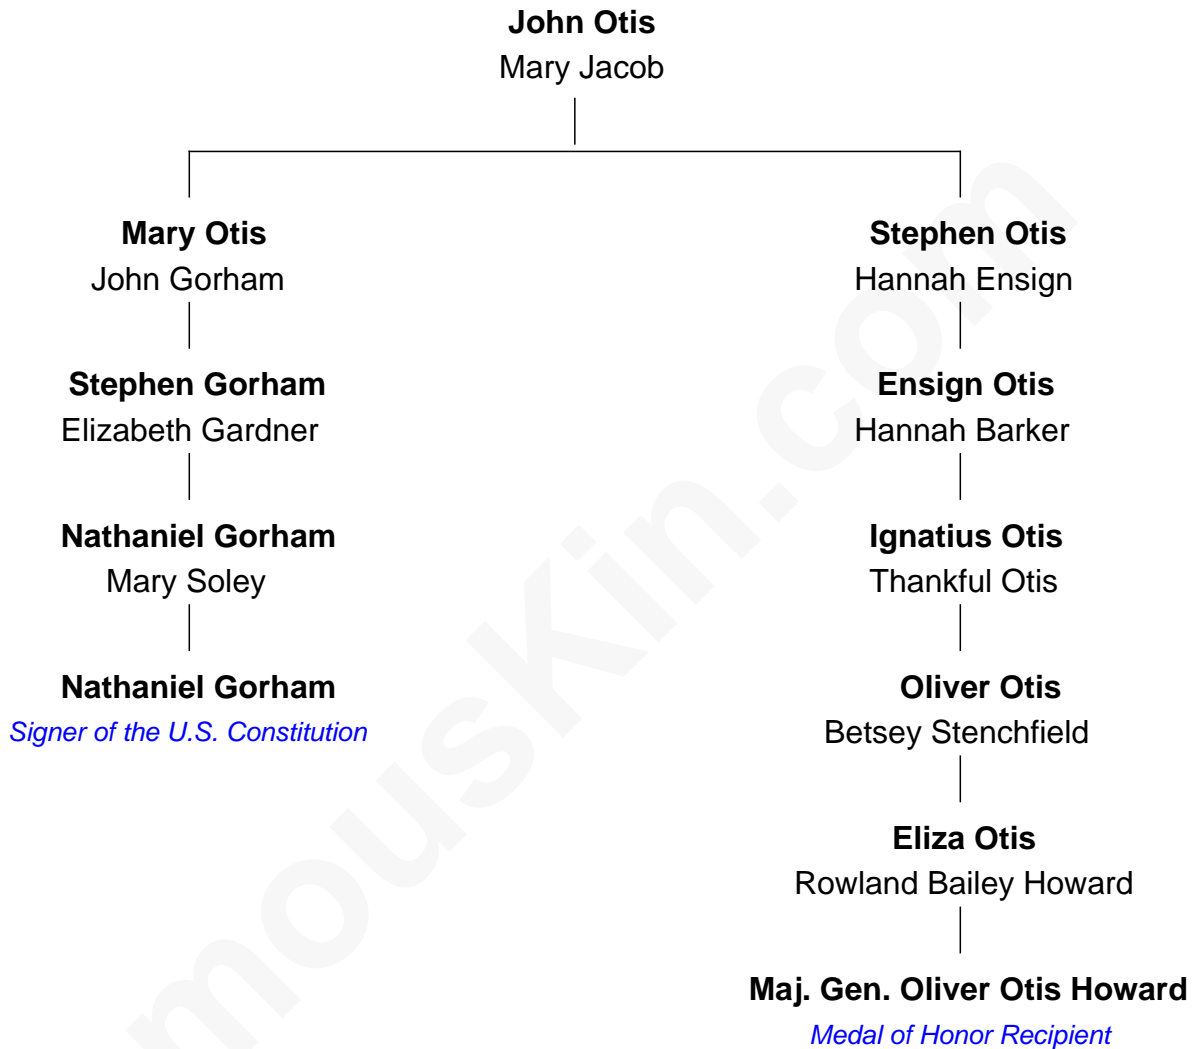 John Otis
Mary Jacob
Mary Otis
John Gorham
Stephen Otis
Hannah Ensign
Stephen Gorham
Elizabeth Gardner
Ensign Otis
Hannah Barker
Nathaniel Gorham
Mary Soley
Ignatius Otis
Thankful Otis
Nathaniel Gorham
Signer of the U.S. Constitution
Oliver Otis
Betsey Stenchfield
Eliza Otis
Rowland Bailey Howard
Maj. Gen. Oliver Otis Howard
Medal of Honor Recipient
mouskin.com